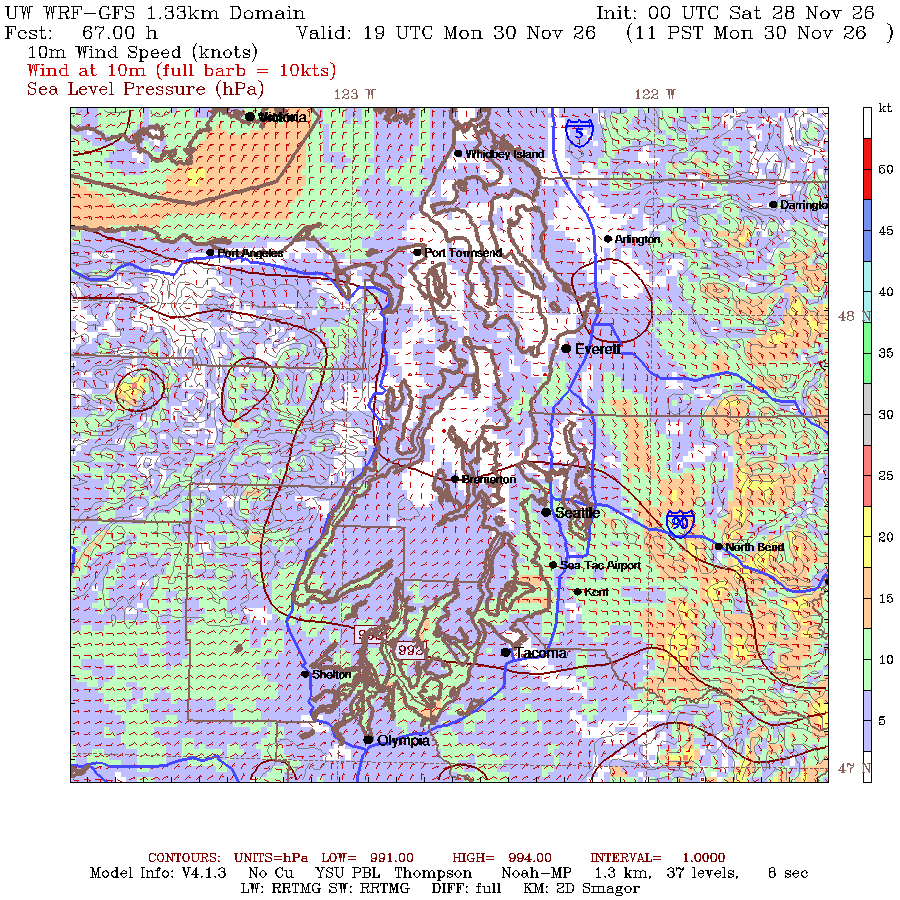 UW WRF-GFS 1.33km Domain Init: 00 UTC Sat 28 Nov 26
Fcst: 67.00 h Valid: 19 UTC Mon 30 Nov 26 (11 PST Mon 30 Nov 26 )
10m Wind Speed (knots)
Wind at 10m (full barb = 10kts)
Sea Level Pressure (hPa)
123 W 122 W
kt
Victoria
5
Whidbey Island
60
Darringto
50
45
Arlington
Port Angeles
Port Townsend
40
48 N
Everett
35
30
25
Bremerton
Seattle
90
20
North Bend
Sea Tac Airport
Kent
15
992
992
Tacoma
10
Shelton
5
Olympia
47 N
CONTOURS: UNITS=hPa LOW= 991.00 HIGH= 994.00 INTERVAL= 1.0000
Model Info: V4.1.3 No Cu YSU PBL Thompson Noah-MP 1.3 km, 37 levels, 8 sec
LW: RRTMG SW: RRTMG DIFF: full KM: 2D Smagor